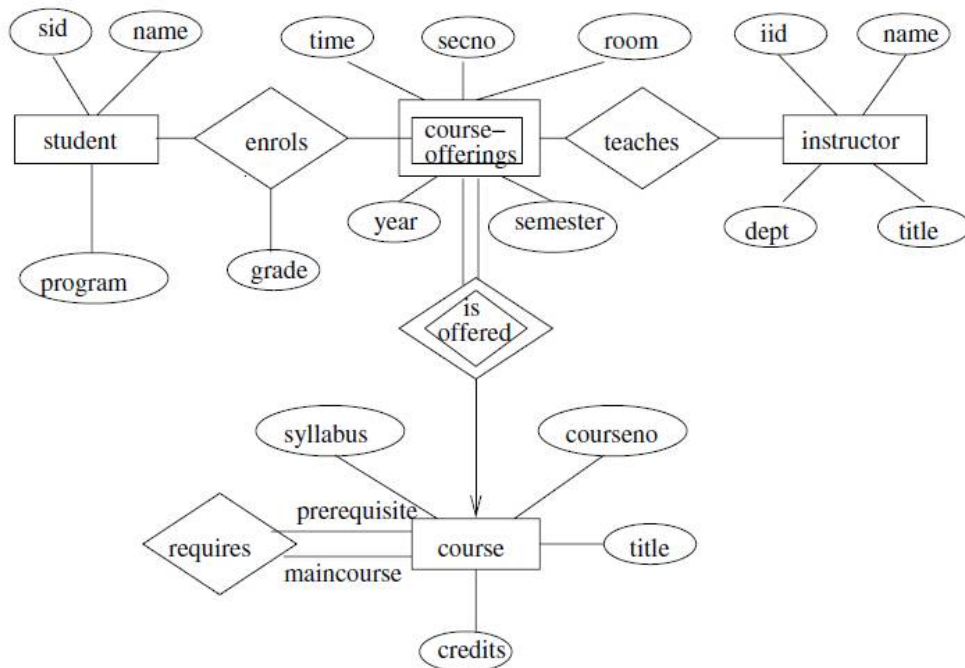 sid
name
time
secno
room
iid
name
student
enrols
course–
offerings
teaches
instructor
year
semester
dept
title
program
grade
is
offered
syllabus
courseno
prerequisite
requires
maincourse
course
title
credits